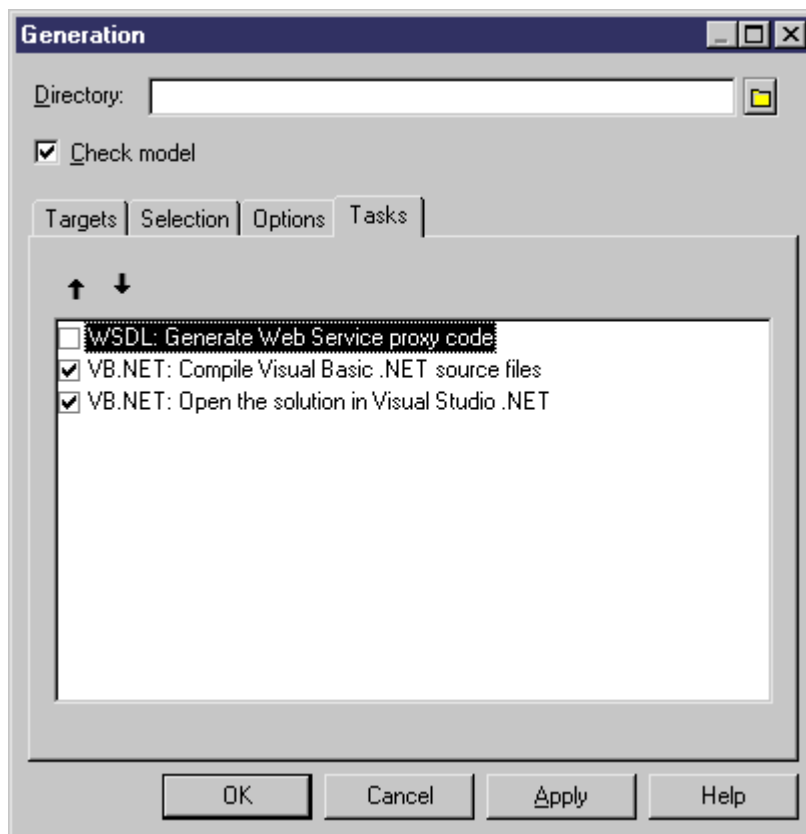 Generation
Directory:
Check model
Targets Selection Options Tasks
WSDL: Generate Web Service proxy code
VB.NET: Compile Visual Basic .NET source files
VB.NET: Open the solution in Visual Studio .NET
OK Cancel Apply Help